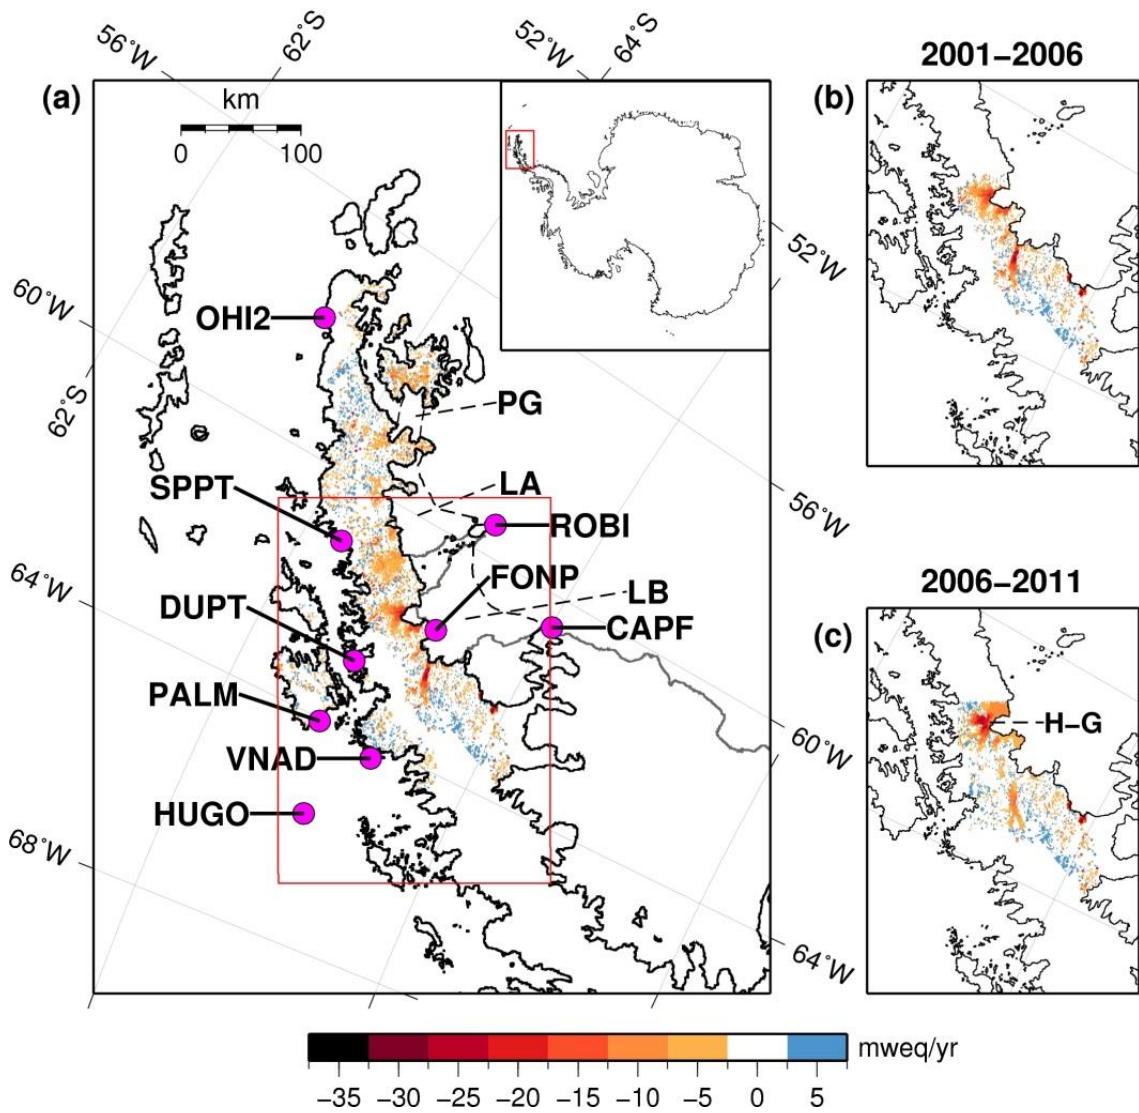 56°W
62°S
52°W
64°S
2001–2006
(a)
km
0
100
(b)
52°W
60°W
OHI2
62°S
PG
SPPT
LA
ROBI
56°W
64°W
FONP
2006–2011
DUPT
LB
CAPF
(c)
PALM
H–G
VNAD
60°W
HUGO
68°W
64°W
mweq/yr
−35 −30 −25 −20 −15 −10 −5 0 5